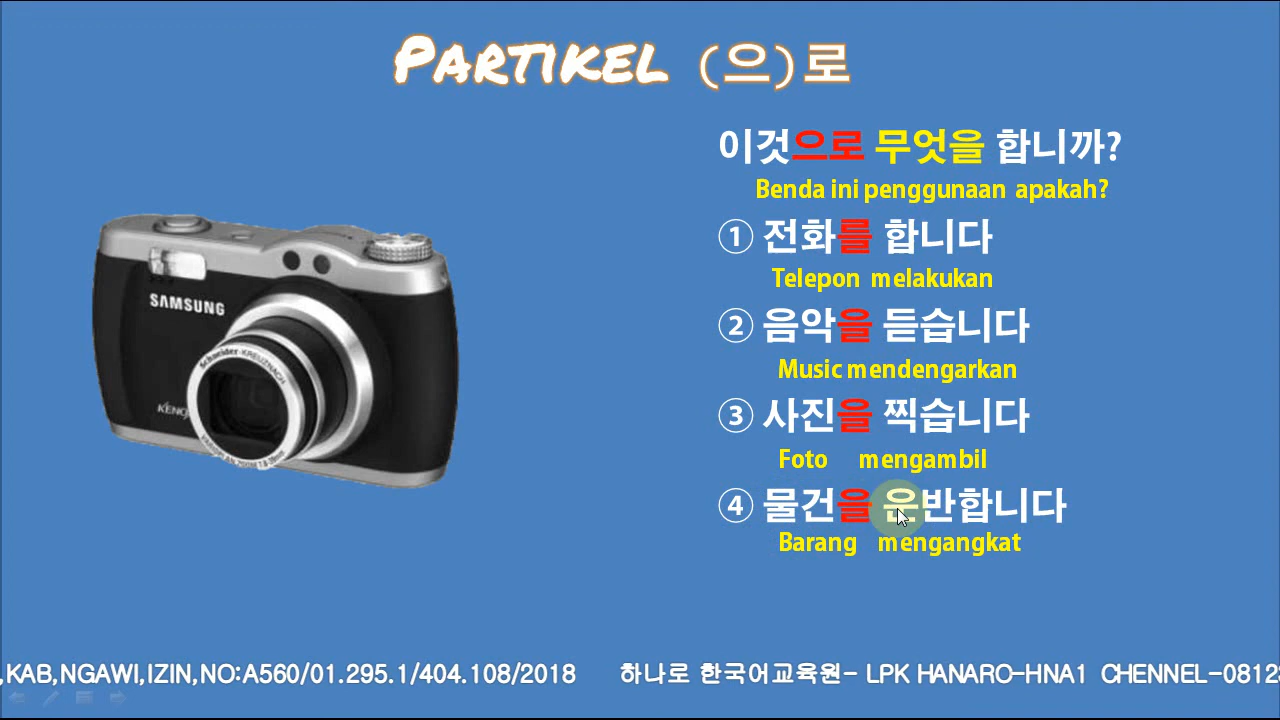 PARTIKEL (으)로
이것으로 무엇을 합니까?
Benda ini penggunaan apakah?
① 전화를 합니다
Telepon melakukan
② 음악을 듣습니다
Music mendengarkan
③ 사진을 찍습니다
Foto mengambil
④ 물건을 운반합니다
Barang mengangkat
SAMSUNG
Schneider-KREUZNACH
,KAB,NGAWI,IZIN,NO:A560/01.295.1/404.108/2018 하나로 한국어교육원- LPK HANARO-HNA1 CHENNEL-0812